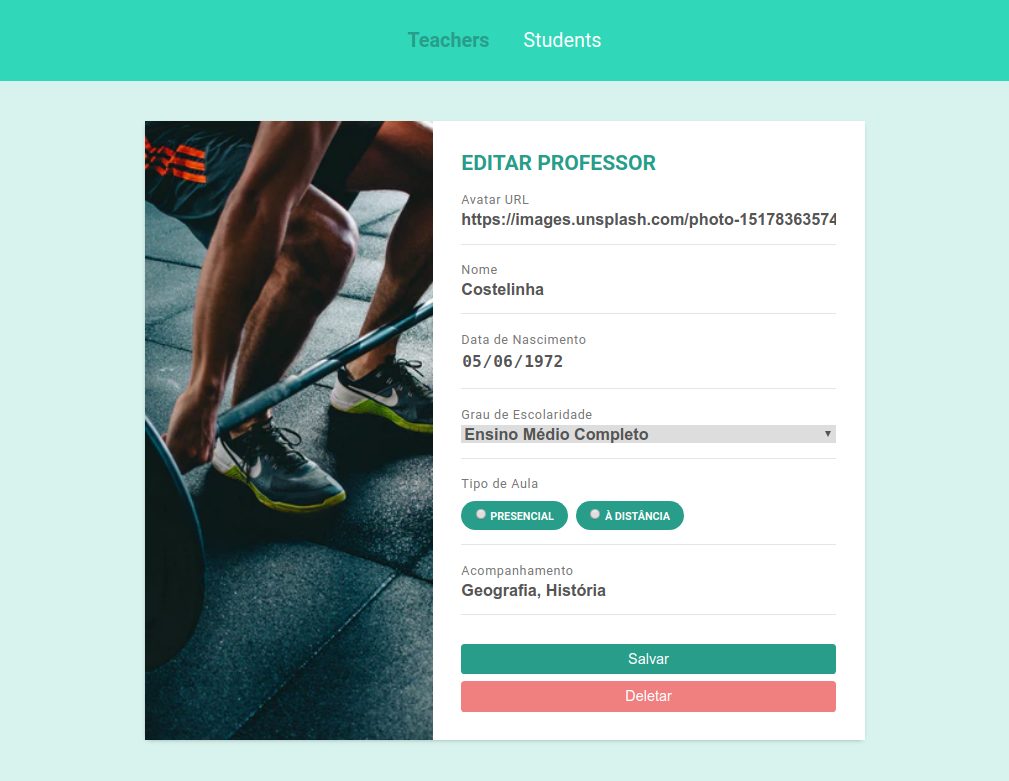 Teachers Students
EDITAR PROFESSOR
Avatar URL
https://images.unsplash.com/photo-15178363574
Nome
Costelinha
Data de Nascimento
05/06/1972
Grau de Escolaridade
Ensino Médio Completo
Tipo de Aula
PRESENCIAL À DISTÂNCIA
Acompanhamento
Geografia, História
Salvar
Deletar